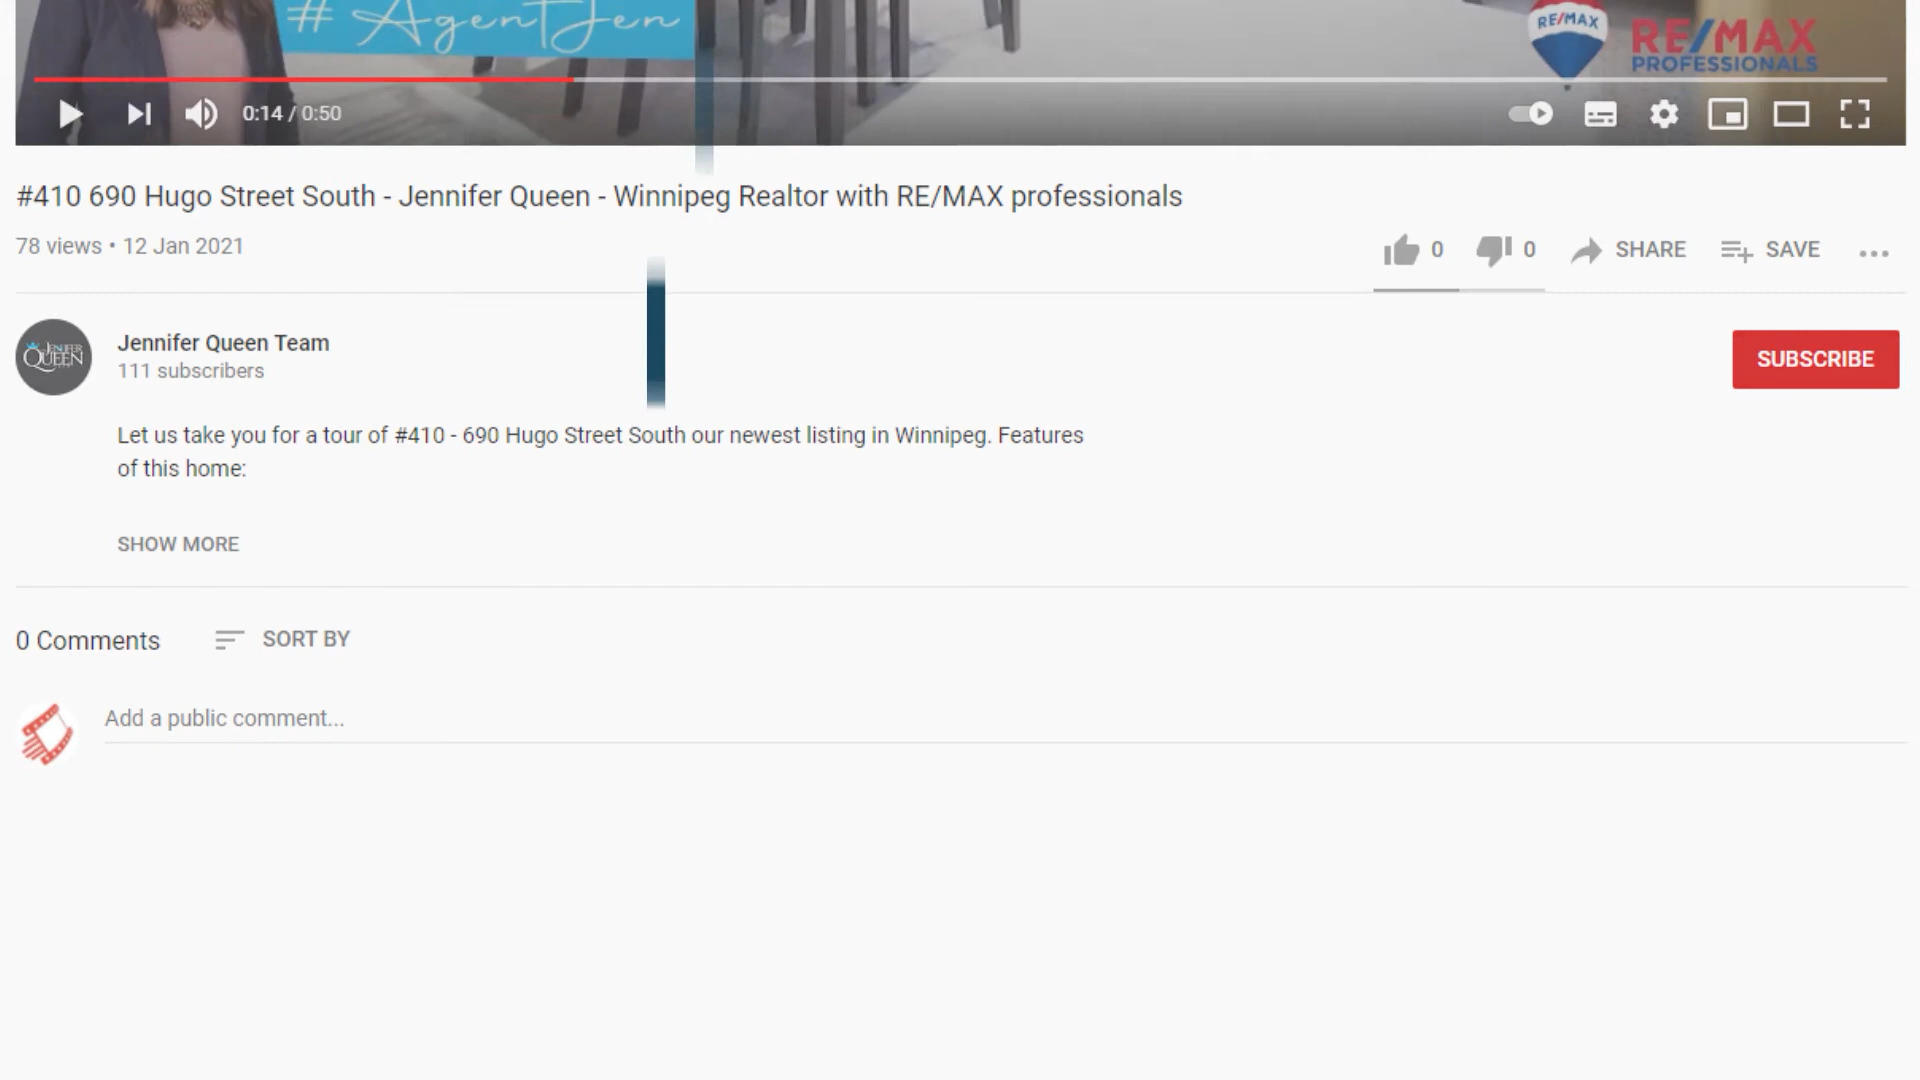 # AgentJen
RE/MAX
RE/MAX
PROFESSIONALS
0:14 / 0:50
#410 690 Hugo Street South - Jennifer Queen - Winnipeg Realtor with RE/MAX professionals
78 views • 12 Jan 2021
0
0
SHARE
SAVE
JENNIFER
QUEEN
Jennifer Queen Team
111 subscribers
SUBSCRIBE
Let us take you for a tour of #410 - 690 Hugo Street South our newest listing in Winnipeg. Features
of this home:
SHOW MORE
0 Comments
SORT BY
Add a public comment...